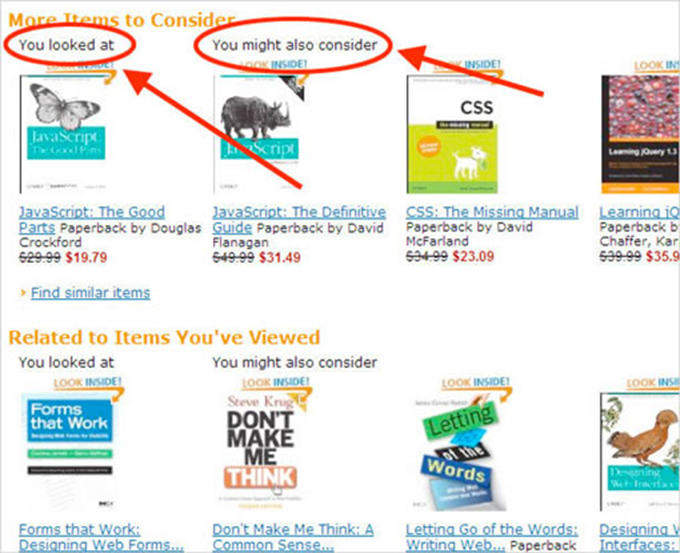 More Items to Consider
You looked at
You might also consider
LOOK INSIDE!
LOOK INSIDE!
LOOK INSIDE!
LOOK INSI
JavaScript:
The Good Parts
JavaScript
CSS
the missing manual
Learning jQuery 1.3
JavaScript: The Good
Parts Paperback by Douglas
Crockford
$29.99 $19.79
JavaScript: The Definitive
Guide Paperback by David
Flanagan
$49.99 $31.49
CSS: The Missing Manual
Paperback by David
McFarland
$34.99 $23.09
Learning jQ
Paperback b
Chaffer, Kar
$39.99 $35.9
Find similar items
Related to Items You've Viewed
You looked at
You might also consider
LOOK INSIDE!
LOOK INSIDE!
LOOK INSIDE!
LOOK INSI
Forms
that Work
Designing Web Forms for Usability
Steve Krug
DON'T
MAKE
ME
THINK
Letting
Go
of the
Words
Designing
Web Interfaces
Forms that Work:
Designing Web Forms...
Don't Make Me Think: A
Common Sense...
Letting Go of the Words:
Writing Web... Paperback
Designing W
Interfaces: